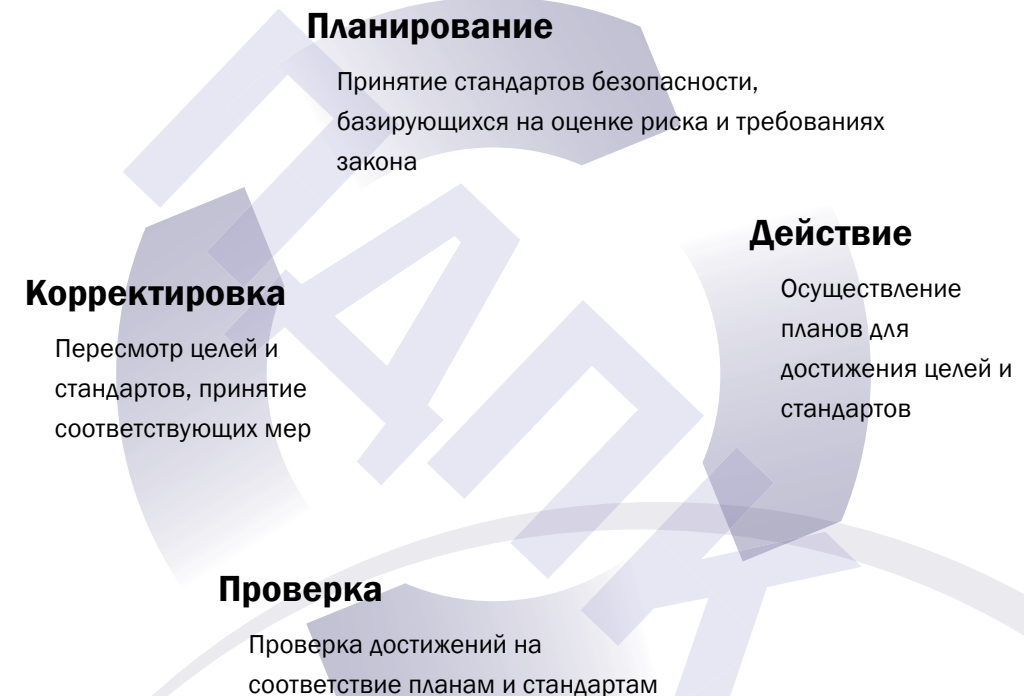 Планирование
Принятие стандартов безопасности,
базирующихся на оценке риска и требованиях
закона
Действие
Осуществление
планов для
достижения целей и
стандартов
Корректировка
Пересмотр целей и
стандартов, принятие
соответствующих мер
Проверка
Проверка достижений на
соответствие планам и стандартам
ПДПК